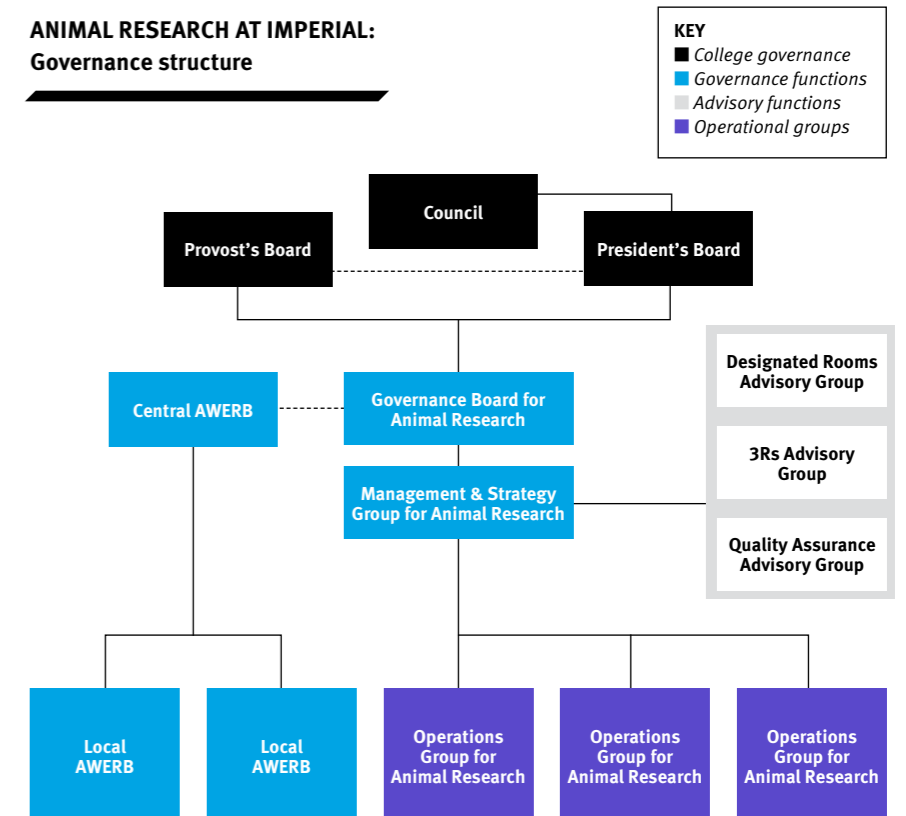 ANIMAL RESEARCH AT IMPERIAL:
Governance structure
KEY
College governance
Governance functions
Advisory functions
Operational groups
Council
Provost's Board
President's Board
Designated Rooms
Advisory Group
Central AWERB
Governance Board for
Animal Research
3Rs Advisory
Group
Management & Strategy
Group for Animal Research
Quality Assurance
Advisory Group
Local
AWERB
Local
AWERB
Operations
Group for
Animal Research
Operations
Group for
Animal Research
Operations
Group for
Animal Research